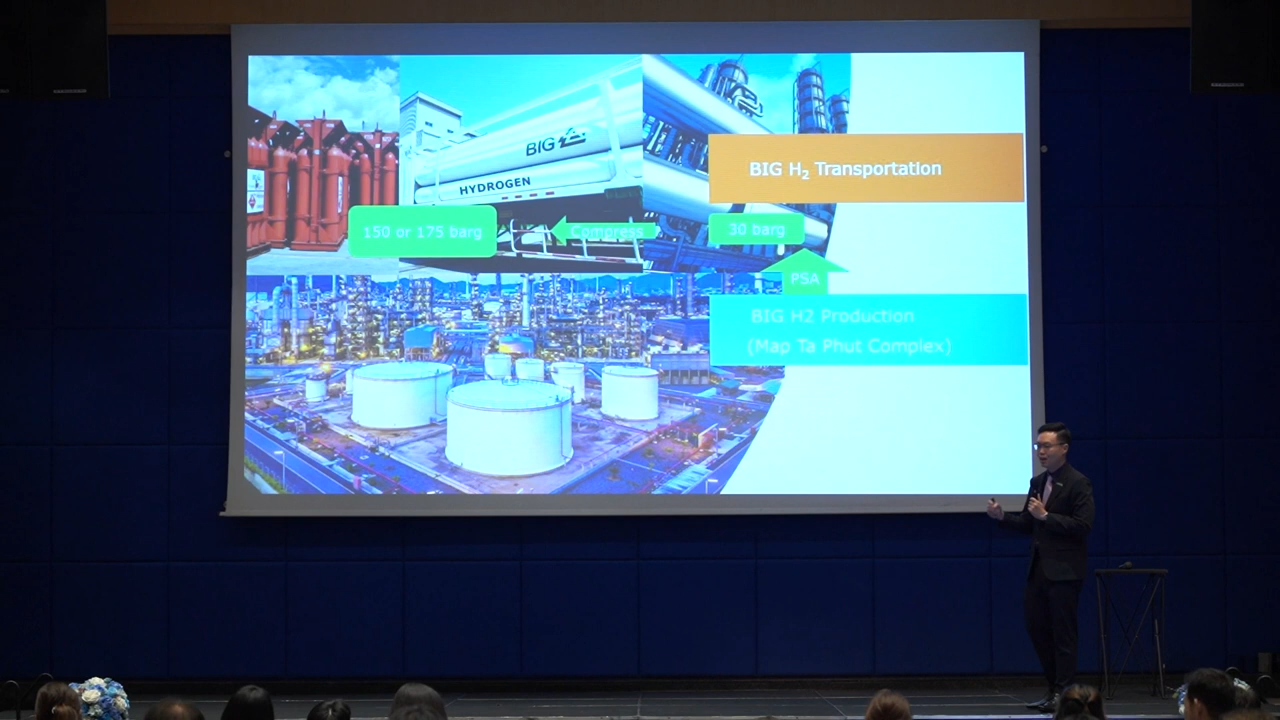 BIG
HYDROGEN
BIG H₂ Transportation
150 or 175 barg
Compress
30 barg
PSA
BIG H2 Production
(Map Ta Phut Complex)